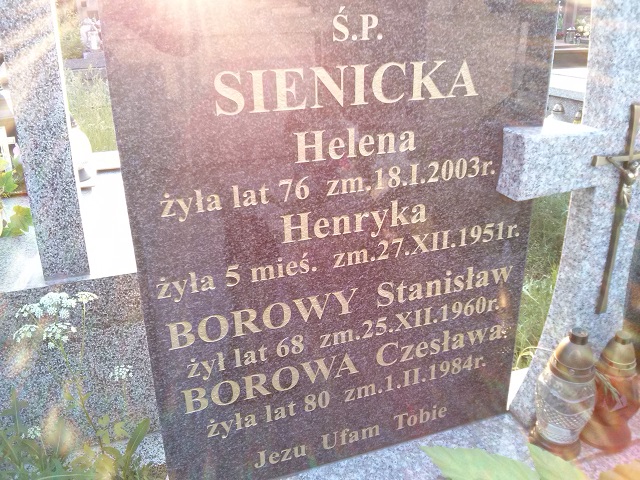 Ś.P.
SIENICKA
Helena
żyła lat 76 zm.18.I.2003r.
Henryka
żyła 5 mieś. zm.27.XII.1951r.
BOROWY Stanisław
żył lat 68 zm.25.XII.1960r.
BOROWA Czesława
żyła lat 80 zm.1.II.1984r.
Jezu Ufam Tobie